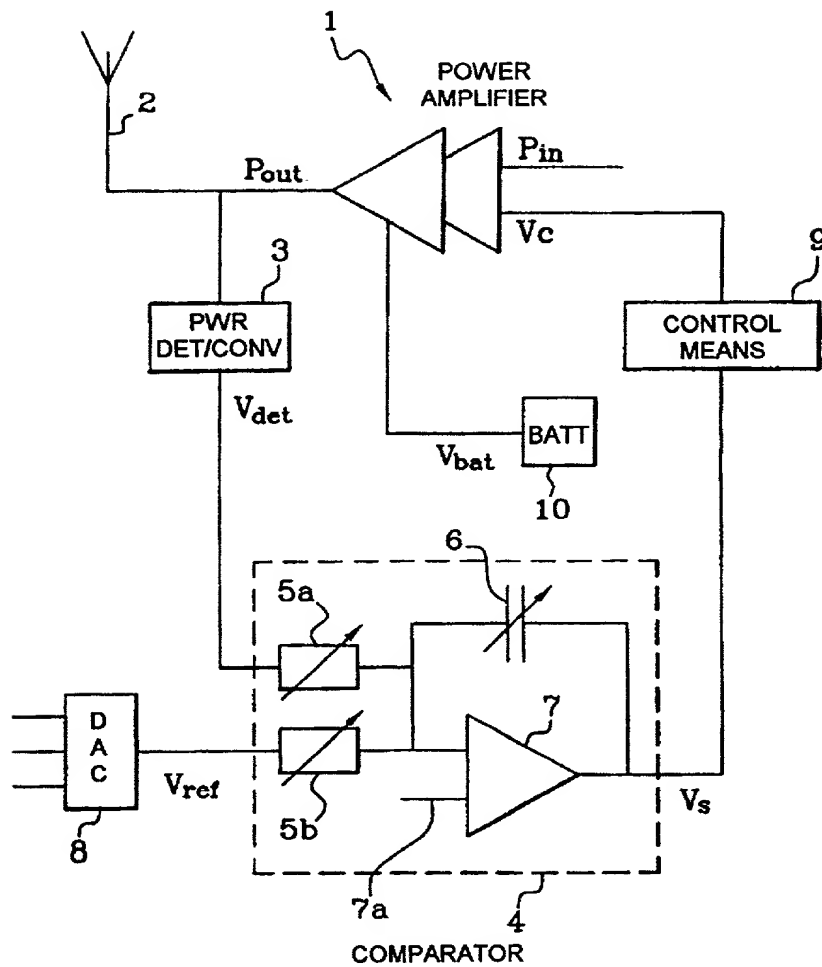 1
POWER
AMPLIFIER
2
Pout
Pin
Vc
3
PWR
DET/CONV
9
CONTROL
MEANS
Vdet
BATT
Vbat
10
6
5a
7
D
A
C
Vref
5b
Vs
8
7a
4
COMPARATOR